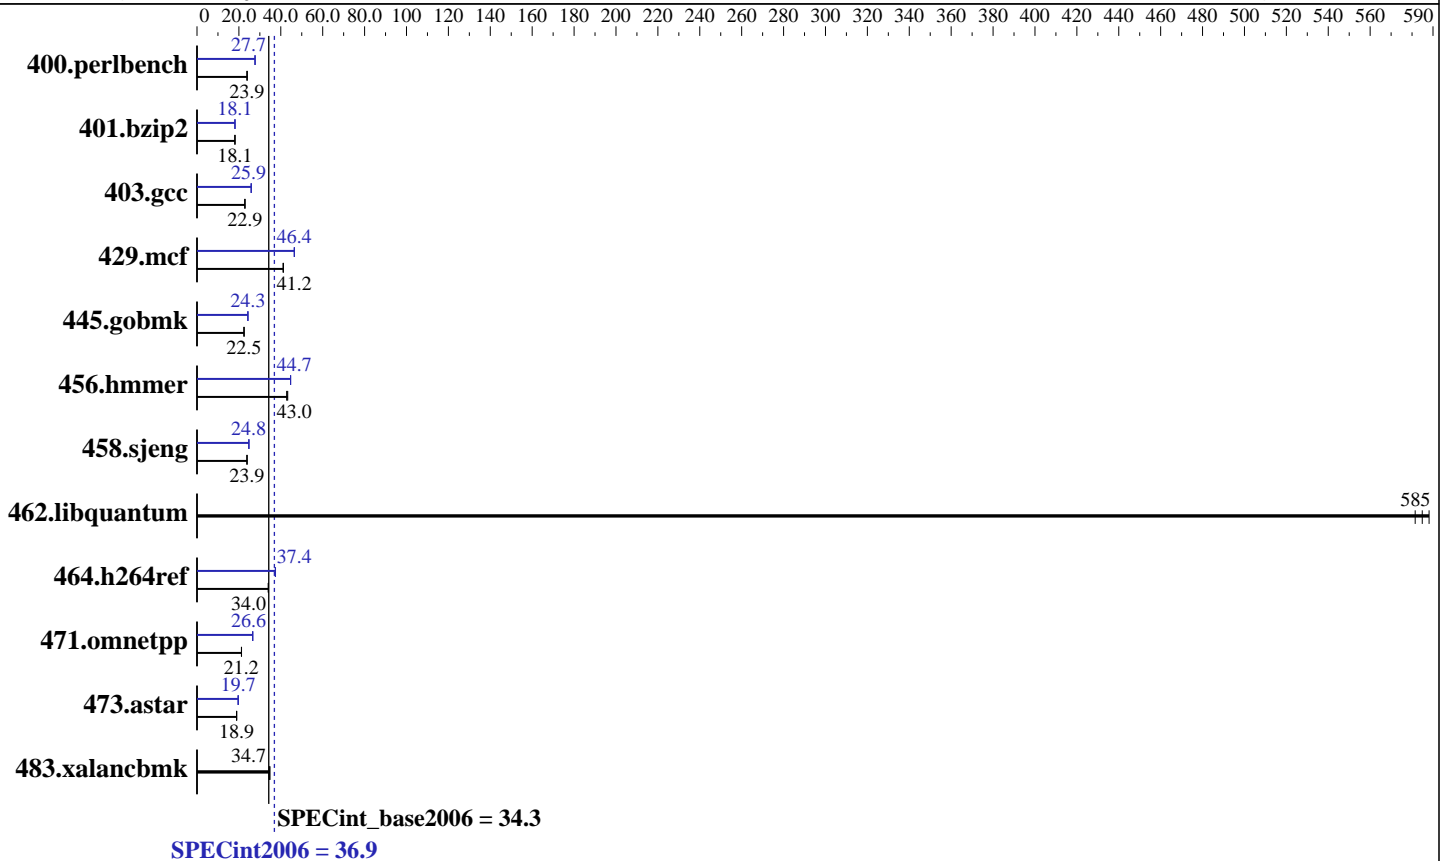 0 20.0 40.0 60.0 80.0 100 120 140 160 180 200 220 240 260 280 300 320 340 360 380 400 420 440 460 480 500 520 540 560 590
400.perlbench
27.7
23.9
401.bzip2
18.1
18.1
403.gcc
25.9
22.9
429.mcf
46.4
41.2
445.gobmk
24.3
22.5
456.hmmer
44.7
43.0
458.sjeng
24.8
23.9
462.libquantum
585
464.h264ref
37.4
34.0
471.omnetpp
26.6
21.2
473.astar
19.7
18.9
483.xalancbmk
34.7
SPECint_base2006 = 34.3
SPECint2006 = 36.9